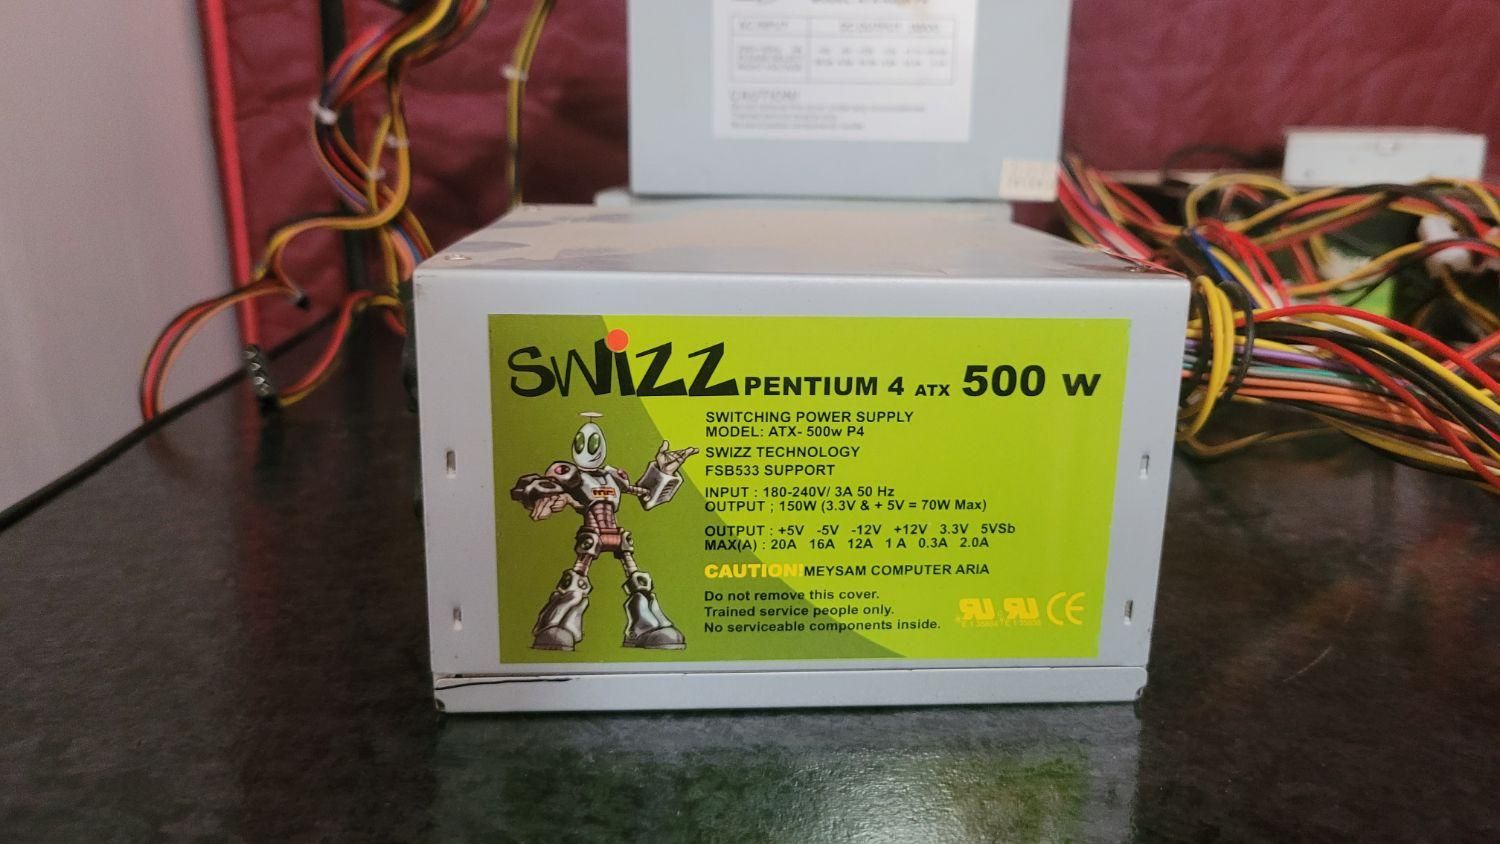 CAUTION!
SWIZZ PENTIUM 4 ATX 500 W
SWITCHING POWER SUPPLY
MODEL: ATX- 500w P4
SWIZZ TECHNOLOGY
FSB533 SUPPORT
INPUT : 180-240V/ 3A 50 Hz
OUTPUT ; 150W (3.3V & + 5V = 70W Max)
OUTPUT : +5V -5V -12V +12V 3.3V 5VSb
MAX(A) : 20A 16A 12A 1 A 0.3A 2.0A
CAUTION! MEYSAM COMPUTER ARIA
Do not remove this cover.
Trained service people only.
No serviceable components inside.
CE